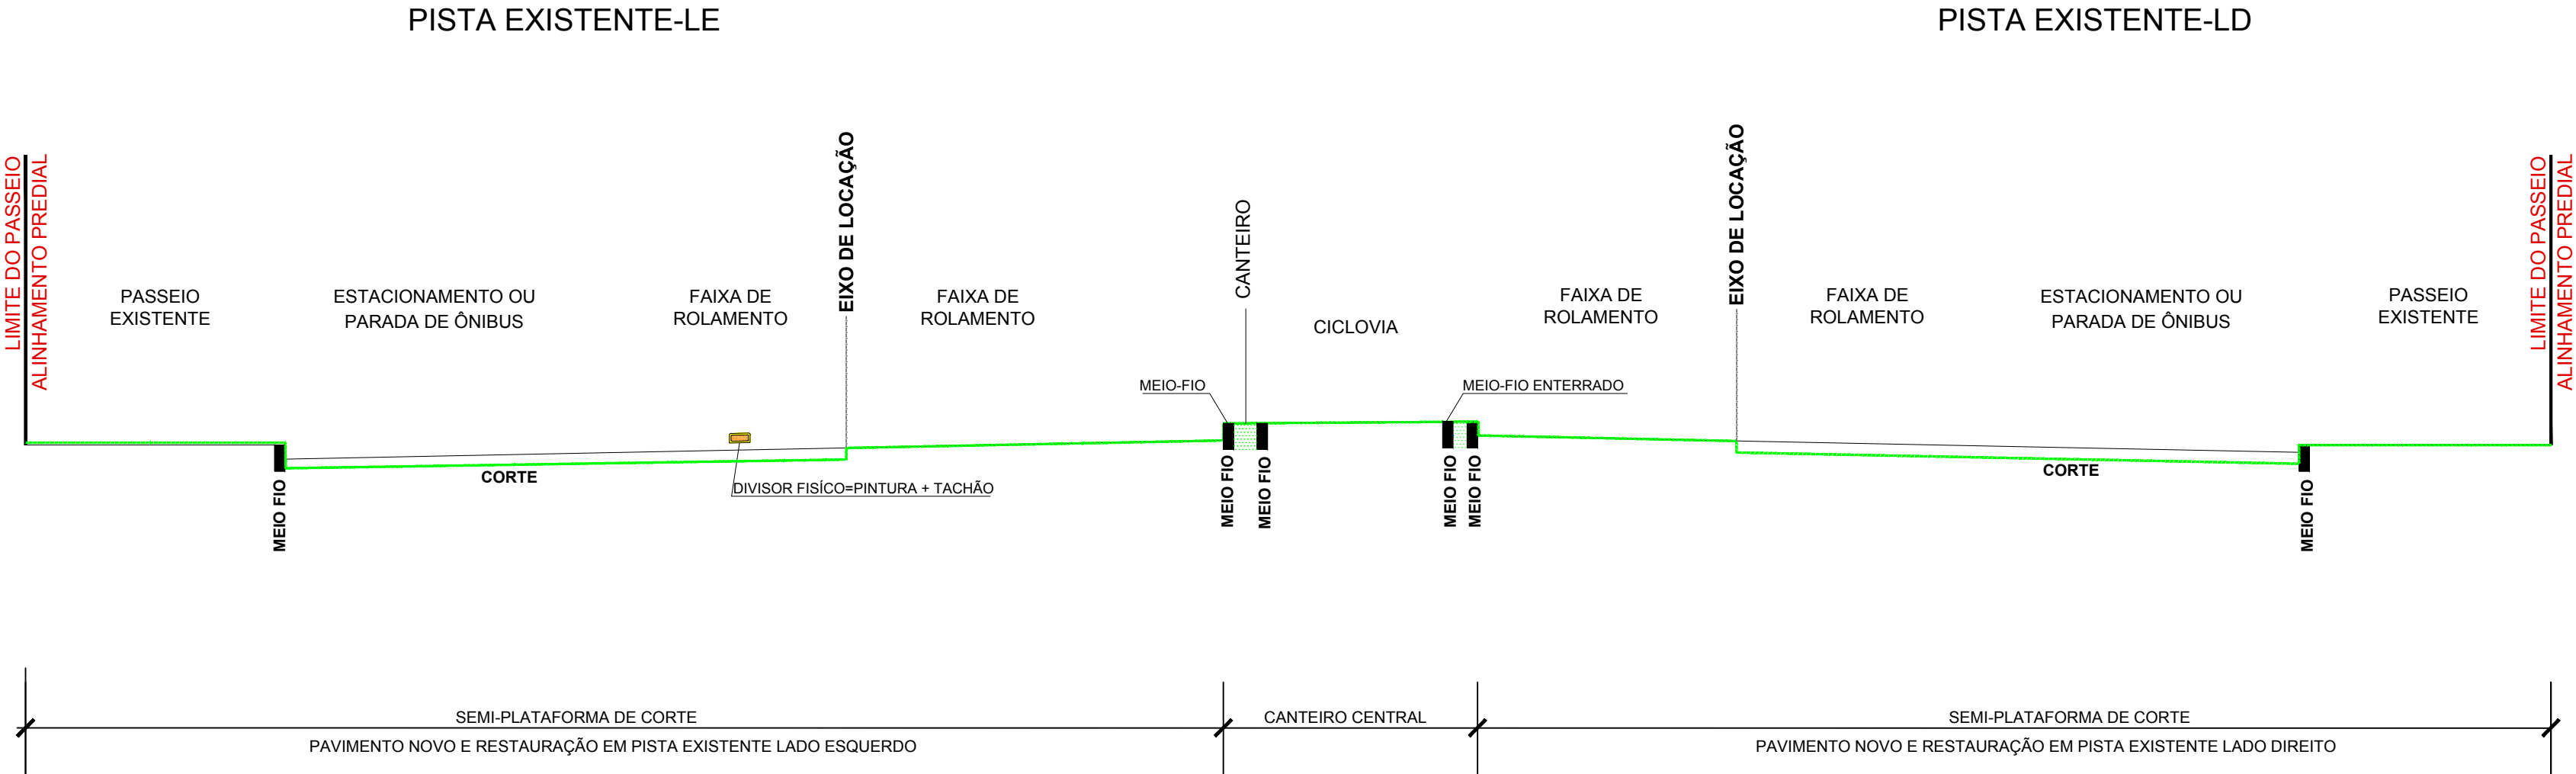 PISTA EXISTENTE-LE
PISTA EXISTENTE-LD
LIMITE DO PASSEIO
ALINHAMENTO PREDIAL
PASSEIO
EXISTENTE
ESTACIONAMENTO OU
PARADA DE ÔNIBUS
FAIXA DE
ROLAMENTO
EIXO DE LOCAÇÃO
FAIXA DE
ROLAMENTO
CANTEIRO
CICLOVIA
FAIXA DE
ROLAMENTO
EIXO DE LOCAÇÃO
FAIXA DE
ROLAMENTO
ESTACIONAMENTO OU
PARADA DE ÔNIBUS
PASSEIO
EXISTENTE
LIMITE DO PASSEIO
ALINHAMENTO PREDIAL
MEIO-FIO
MEIO-FIO ENTERRADO
CORTE
DIVISOR FISÍCO=PINTURA + TACHÃO
CORTE
MEIO FIO
MEIO FIO
MEIO FIO
MEIO FIO
MEIO FIO
MEIO FIO
SEMI-PLATAFORMA DE CORTE
CANTEIRO CENTRAL
SEMI-PLATAFORMA DE CORTE
PAVIMENTO NOVO E RESTAURAÇÃO EM PISTA EXISTENTE LADO ESQUERDO
PAVIMENTO NOVO E RESTAURAÇÃO EM PISTA EXISTENTE LADO DIREITO